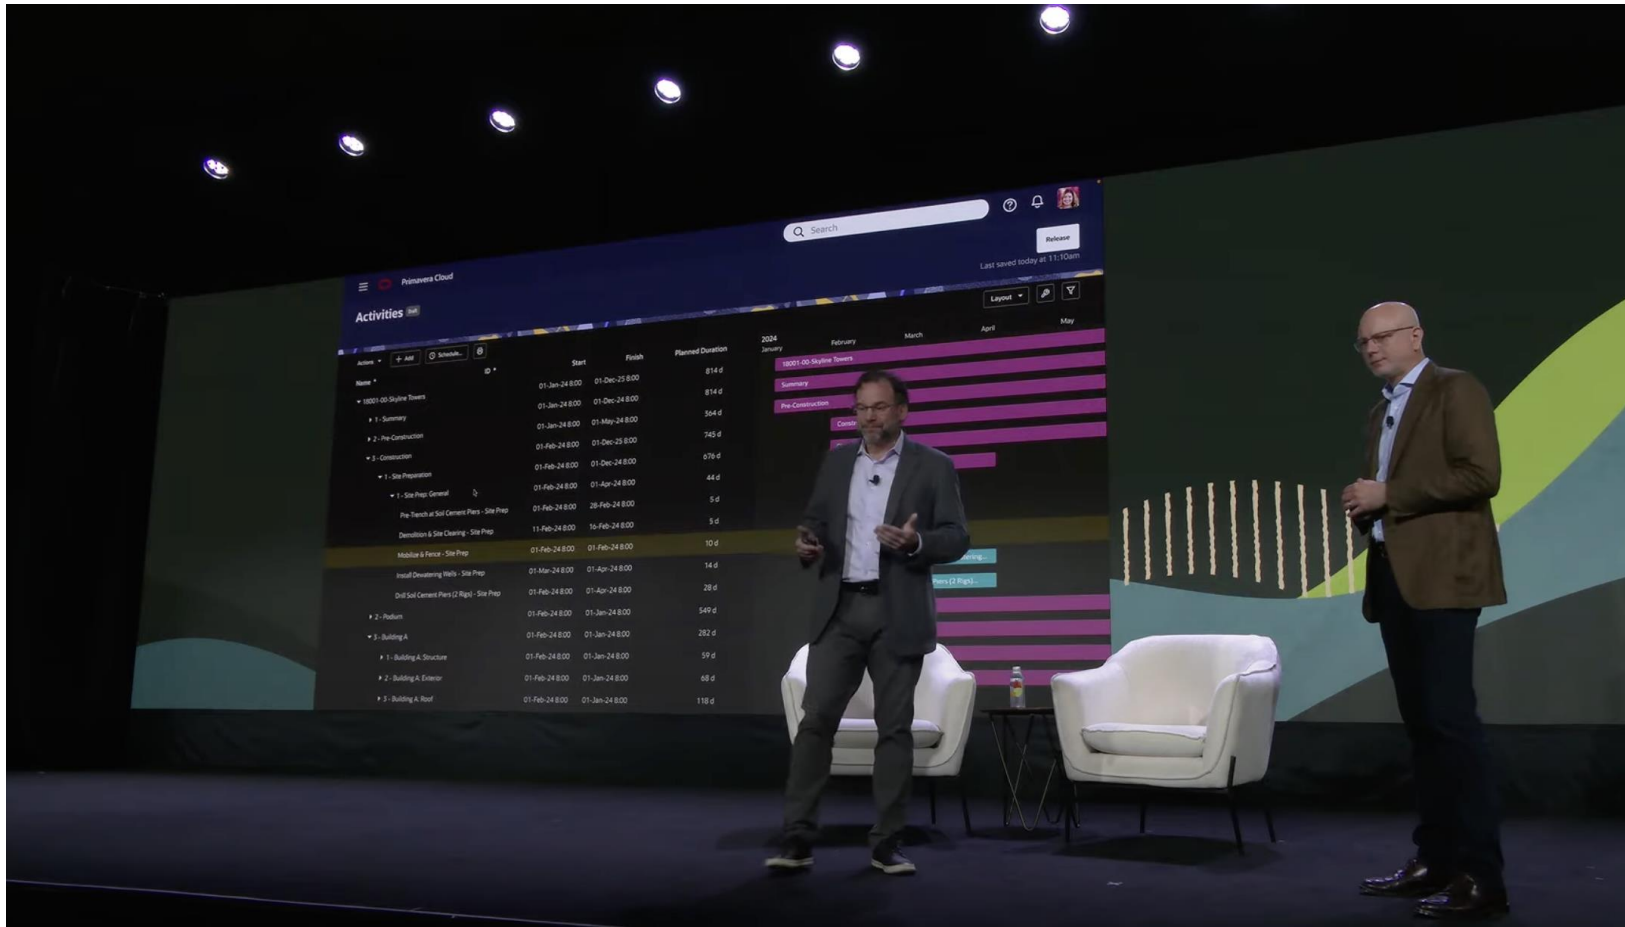 Search
Release
Last saved today at 11:10am
Primavera Cloud
Activities Draft
Layout
Actions + Add Schedule...
Name ID Start Finish Planned Duration
2024
January February March April May
18001-00-Skyline Towers 01-Jan-24 8:00 01-Dec-25 8:00 814 d
1 - Summary 01-Jan-24 8:00 01-Dec-24 8:00 814 d
2 - Pre-Construction 01-Jan-24 8:00 01-May-24 8:00 564 d
3 - Construction 01-Feb-24 8:00 01-Dec-25 8:00 745 d
1 - Site Preparation 01-Feb-24 8:00 01-Dec-24 8:00 676 d
1 - Site Prep: General 01-Feb-24 8:00 01-Apr-24 8:00 44 d
Pre-Trench at Soil Cement Piers - Site Prep 01-Feb-24 8:00 28-Feb-24 8:00 5 d
Demolition & Site Clearing - Site Prep 11-Feb-24 8:00 16-Feb-24 8:00 5 d
Mobilize & Fence - Site Prep 01-Feb-24 8:00 01-Feb-24 8:00 10 d
Install Dewatering Wells - Site Prep 01-Mar-24 8:00 01-Apr-24 8:00 14 d
Drill Soil Cement Piers (2 Rigs) - Site Prep 01-Feb-24 8:00 01-Apr-24 8:00 28 d
2 - Podium 01-Feb-24 8:00 01-Jan-24 8:00 549 d
3 - Building A 01-Feb-24 8:00 01-Jan-24 8:00 282 d
1 - Building A: Structure 01-Feb-24 8:00 01-Jan-24 8:00 59 d
2 - Building A: Exterior 01-Feb-24 8:00 01-Jan-24 8:00 68 d
3 - Building A: Roof 01-Feb-24 8:00 01-Jan-24 8:00 118 d
18001-00-Skyline Towers
Summary
Pre-Construction
Constr
ering...
Piers (2 Rigs)...